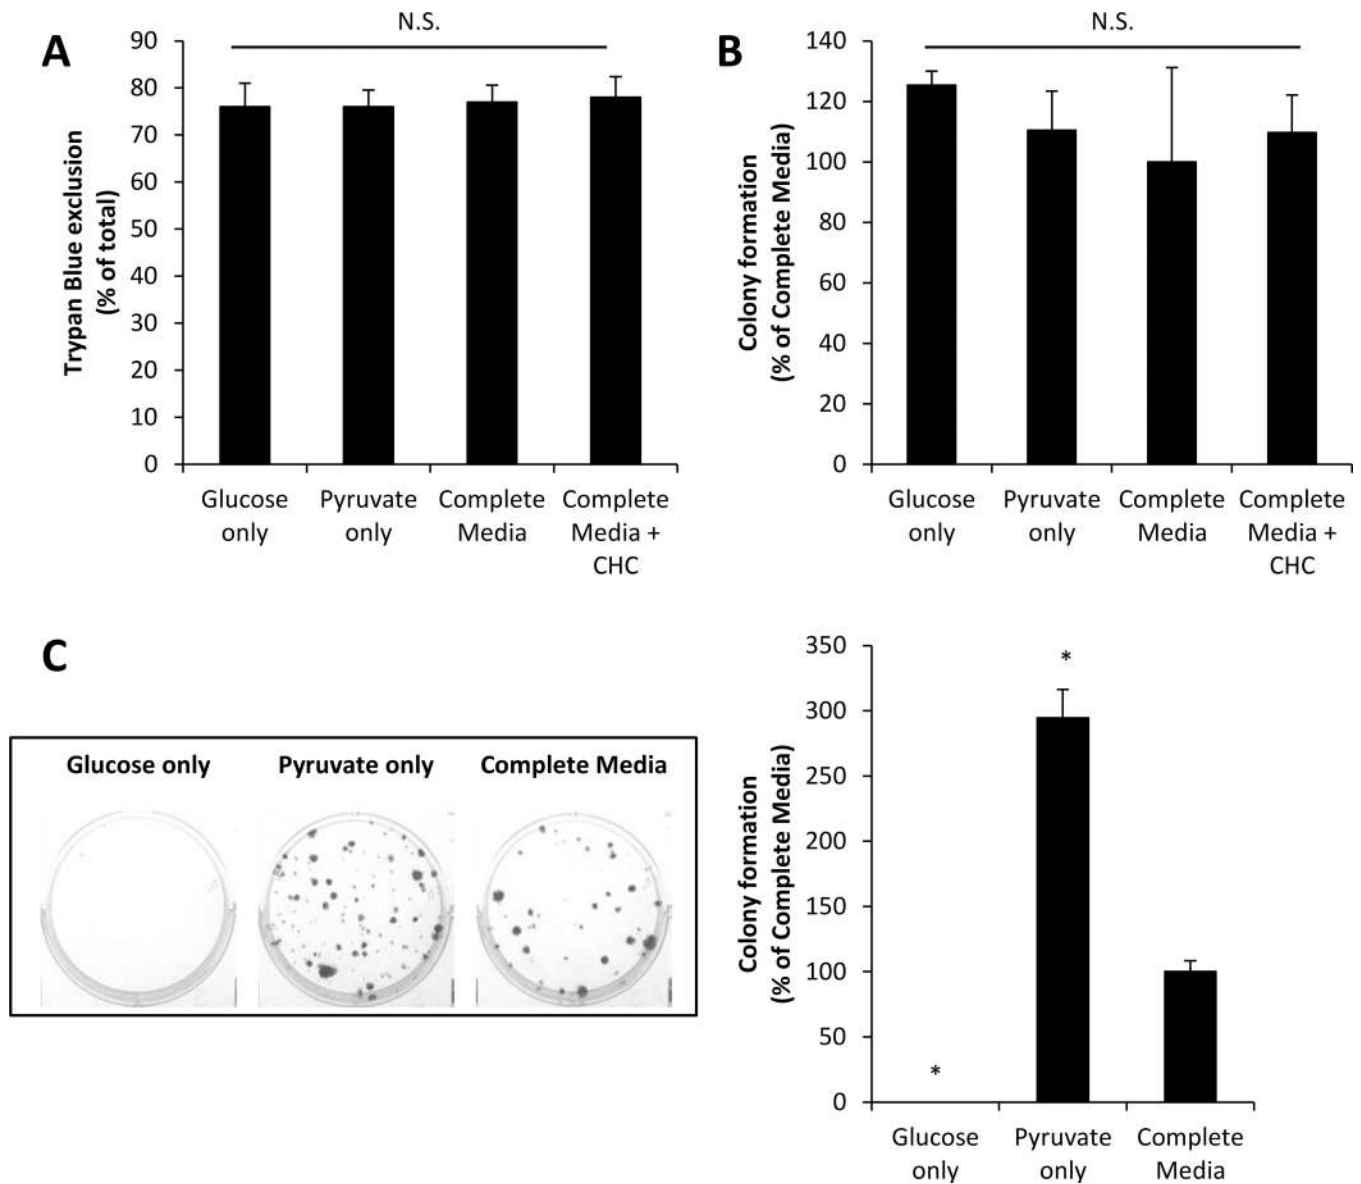 A
N.S.
90
80
70
60
50
40
30
20
10
0
Trypan Blue exclusion
(% of total)
Glucose
only
Pyruvate
only
Complete
Media
Complete
Media +
CHC
B
N.S.
140
120
100
80
60
40
20
0
Colony formation
(% of Complete Media)
Glucose
only
Pyruvate
only
Complete
Media
Complete
Media +
CHC
C
Glucose only
Pyruvate only
Complete Media
350
300
250
200
150
100
50
0
Colony formation
(% of Complete Media)
*
*
Glucose
only
Pyruvate
only
Complete
Media